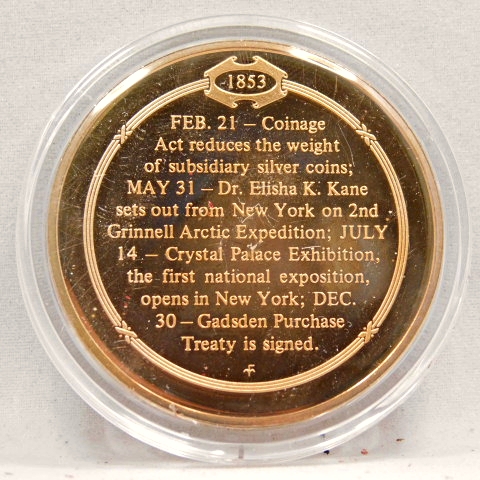 1853
FEB. 21 – Coinage
Act reduces the weight
of subsidiary silver coins;
MAY 31 – Dr. Elisha K. Kane
sets out from New York on 2nd
Grinnell Arctic Expedition; JULY
14 – Crystal Palace Exhibition,
the first national exposition,
opens in New York; DEC.
30 – Gadsden Purchase
Treaty is signed.